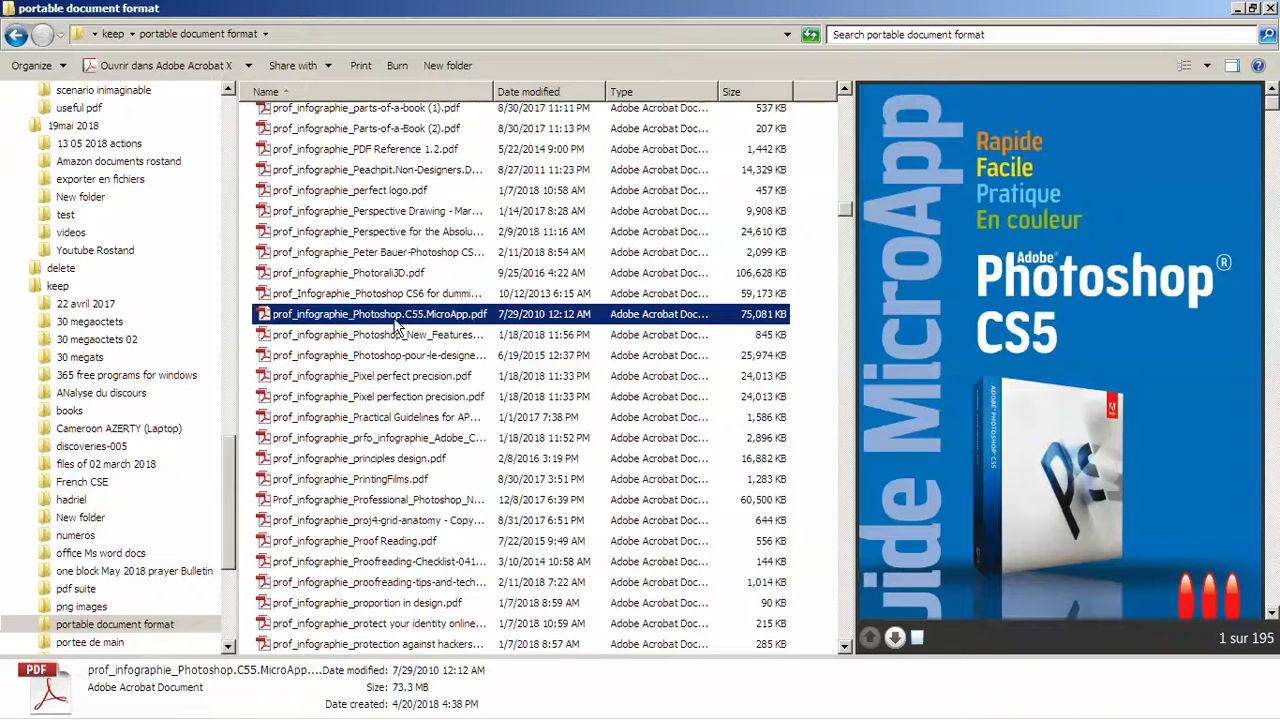 portable document format
keep ▸ portable document format ▸
Search portable document format
Organize
Ouvrir dans Adobe Acrobat X
Share with
Print
Burn
New folder
scenario inimaginable
useful pdf
19mai 2018
13 05 2018 actions
Amazon documents rostand
exporter en fichiers
New folder
test
videos
Youtube Rostand
delete
keep
22 avril 2017
30 megaoctets
30 megaoctets 02
30 megats
365 free programs for windows
ANalyse du discours
books
Cameroon AZERTY (Laptop)
discoveries-005
files of 02 march 2018
French CSE
hadriel
New folder
numeros
office Ms word docs
one block May 2018 prayer Bulletin
pdf suite
png images
portable document format
portee de main
Name Date modified Type Size
prof_infographie_parts-of-a-book (1).pdf 8/30/2017 11:11 PM Adobe Acrobat Doc... 537 KB
prof_infographie_Parts-of-a-Book (2).pdf 8/30/2017 11:13 PM Adobe Acrobat Doc... 207 KB
prof_infographie_PDF Reference 1.2.pdf 5/22/2014 9:00 PM Adobe Acrobat Doc... 1,442 KB
prof_infographie_Peachpit.Non-Designers.D... 8/27/2011 11:23 PM Adobe Acrobat Doc... 14,329 KB
prof_infographie_perfect logo.pdf 1/7/2018 10:58 AM Adobe Acrobat Doc... 457 KB
prof_infographie_Perspective Drawing - Mar... 1/14/2017 8:28 AM Adobe Acrobat Doc... 9,908 KB
prof_infographie_Perspective for the Absolu... 2/9/2018 11:16 AM Adobe Acrobat Doc... 24,610 KB
prof_infographie_Peter Bauer-Photoshop CS... 2/11/2018 8:54 AM Adobe Acrobat Doc... 2,099 KB
prof_infographie_Photorali3D.pdf 9/25/2016 4:22 AM Adobe Acrobat Doc... 106,628 KB
prof_Infographie_Photoshop CS6 for dummi... 10/12/2013 6:15 AM Adobe Acrobat Doc... 59,173 KB
prof_infographie_Photoshop.CS5.MicroApp.pdf 7/29/2010 12:12 AM Adobe Acrobat Doc... 75,081 KB
prof_infographie_Photoshop_New_Features... 1/18/2018 11:56 PM Adobe Acrobat Doc... 845 KB
prof_infographie_Photoshop-pour-le-designe... 6/19/2015 12:37 PM Adobe Acrobat Doc... 25,974 KB
prof_infographie_Pixel perfect precision.pdf 1/18/2018 11:33 PM Adobe Acrobat Doc... 24,013 KB
prof_infographie_Pixel perfection precision.pdf 1/18/2018 11:33 PM Adobe Acrobat Doc... 24,013 KB
prof_infographie_Practical Guidlines for AP... 1/1/2017 7:38 PM Adobe Acrobat Doc... 1,586 KB
prof_infographie_prfo_infographie_Adobe_C... 1/18/2018 11:52 PM Adobe Acrobat Doc... 2,896 KB
prof_infographie_principles design.pdf 2/8/2016 3:19 PM Adobe Acrobat Doc... 16,882 KB
prof_infographie_PrintingFilms.pdf 8/30/2017 3:51 PM Adobe Acrobat Doc... 1,283 KB
Prof_infographie_Professional_Photoshop_N... 12/8/2017 6:39 PM Adobe Acrobat Doc... 60,500 KB
prof_infographie_proj4-grid-anatomy - Copy... 8/31/2017 6:51 PM Adobe Acrobat Doc... 644 KB
prof_infographie_Proof Reading.pdf 7/22/2015 9:49 AM Adobe Acrobat Doc... 556 KB
prof_infographie_Proofreading-Checklist-041... 3/10/2014 10:58 AM Adobe Acrobat Doc... 144 KB
prof_infographie_proofreading-tips-and-tech... 2/11/2018 7:22 AM Adobe Acrobat Doc... 1,014 KB
prof_infographie_proportion in design.pdf 1/7/2018 8:59 AM Adobe Acrobat Doc... 90 KB
prof_infographie_protect your identity online... 1/7/2018 10:59 AM Adobe Acrobat Doc... 215 KB
prof_infographie_protection against hackers... 1/7/2018 8:57 AM Adobe Acrobat Doc... 285 KB
uide MicroApp
Rapide
Facile
Pratique
En couleur
Adobe®
Photoshop®
CS5
ADOBE® PHOTOSHOP® CS5
Ps
1 sur 195
PDF
prof_infographie_Photoshop.CS5.MicroApp.... Date modified: 7/29/2010 12:12 AM
Adobe Acrobat Document Size: 73.3 MB
Date created: 4/20/2018 4:38 PM